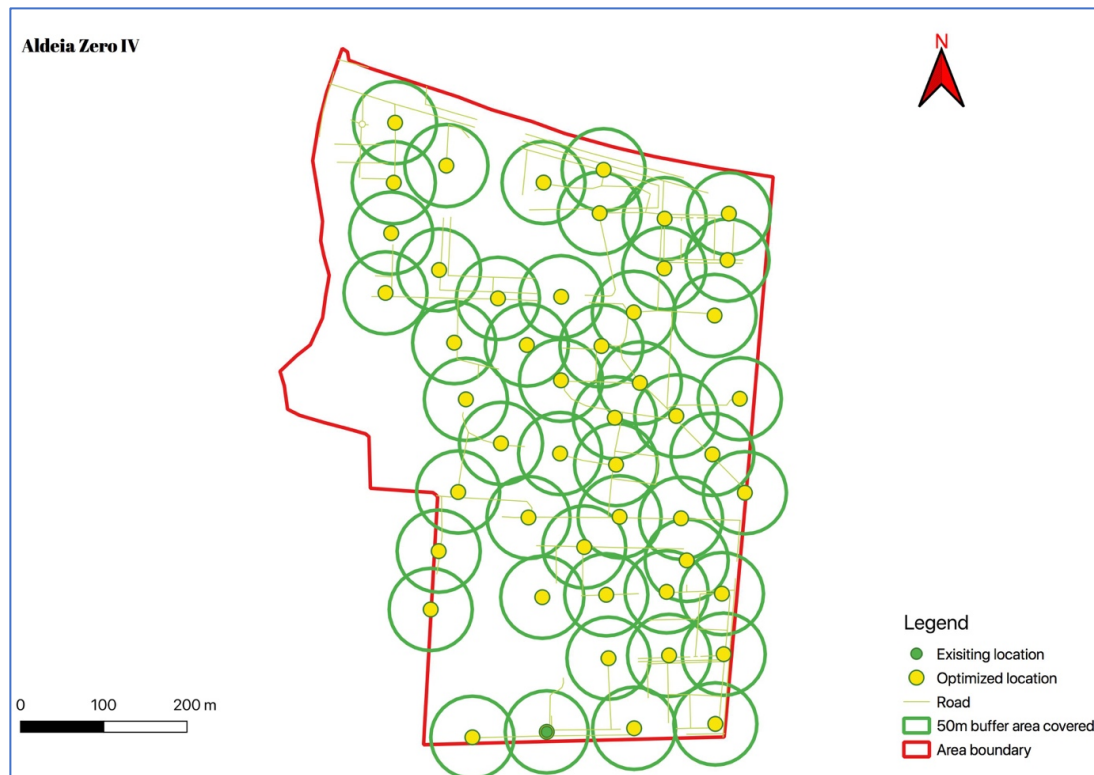 Aldeia Zero IV
N
Legend
Exisiting location
Optimized location
Road
50m buffer area covered
Area boundary
0 100 200 m